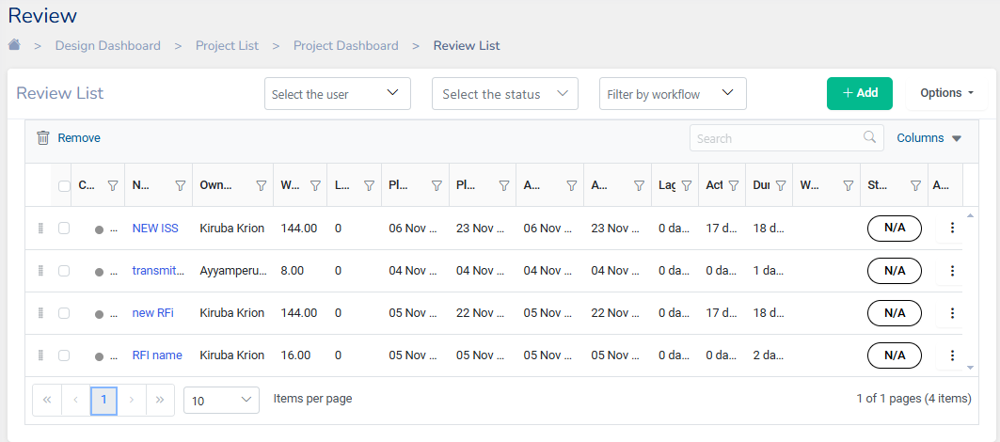 Review
> Design Dashboard > Project List > Project Dashboard > Review List
Review List Select the user Select the status Filter by workflow + Add Options
Remove Search Columns
C... N... Own... W... L... Pl... Pl... A... A... Lag Act Dur W... St... A...
... NEW ISS Kiruba Krion 144.00 0 06 Nov ... 23 Nov ... 06 Nov ... 23 Nov ... 0 da... 17 d... 18 d... N/A
... transmit... Ayyamperu... 8.00 0 04 Nov ... 04 Nov ... 04 Nov ... 04 Nov ... 0 da... 0 da... 1 da... N/A
... new RFi Kiruba Krion 144.00 0 05 Nov ... 22 Nov ... 05 Nov ... 22 Nov ... 0 da... 17 d... 18 d... N/A
... RFI name Kiruba Krion 16.00 0 05 Nov ... 05 Nov ... 05 Nov ... 05 Nov ... 0 da... 0 da... 2 da... N/A
« ‹ 1 › » 10 Items per page 1 of 1 pages (4 items)